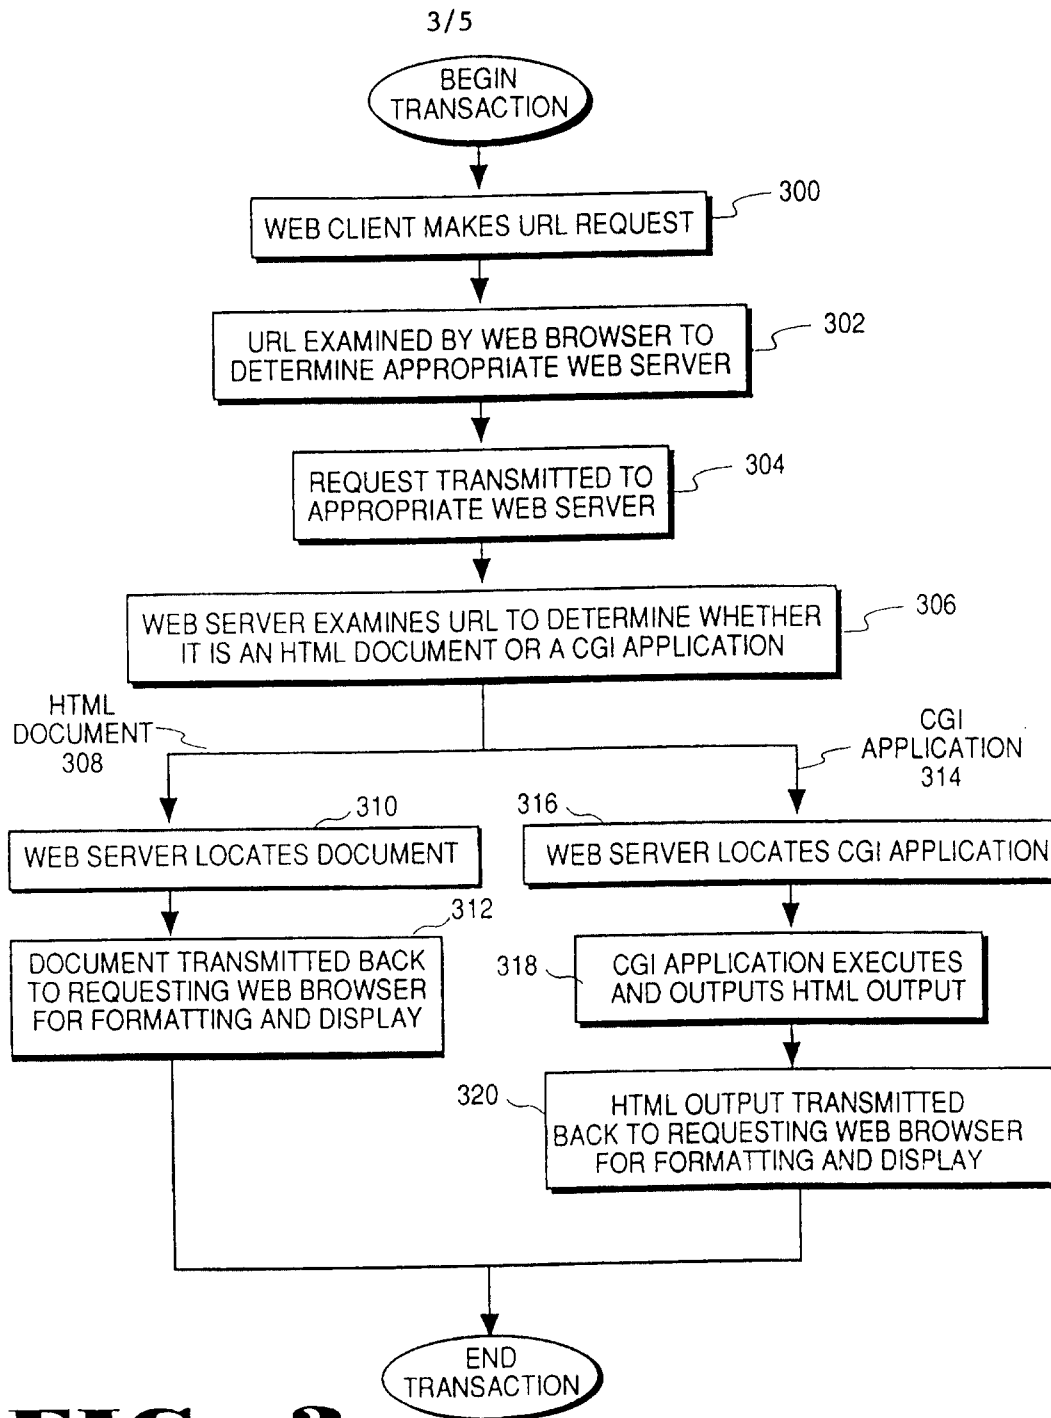 3/5
BEGIN
TRANSACTION
300
WEB CLIENT MAKES URL REQUEST
302
URL EXAMINED BY WEB BROWSER TO
DETERMINE APPROPRIATE WEB SERVER
304
REQUEST TRANSMITTED TO
APPROPRIATE WEB SERVER
306
WEB SERVER EXAMINES URL TO DETERMINE WHETHER
IT IS AN HTML DOCUMENT OR A CGI APPLICATION
HTML
DOCUMENT
308
CGI
APPLICATION
314
310
WEB SERVER LOCATES DOCUMENT
316
WEB SERVER LOCATES CGI APPLICATION
312
DOCUMENT TRANSMITTED BACK
TO REQUESTING WEB BROWSER
FOR FORMATTING AND DISPLAY
318
CGI APPLICATION EXECUTES
AND OUTPUTS HTML OUTPUT
320
HTML OUTPUT TRANSMITTED
BACK TO REQUESTING WEB BROWSER
FOR FORMATTING AND DISPLAY
END
TRANSACTION